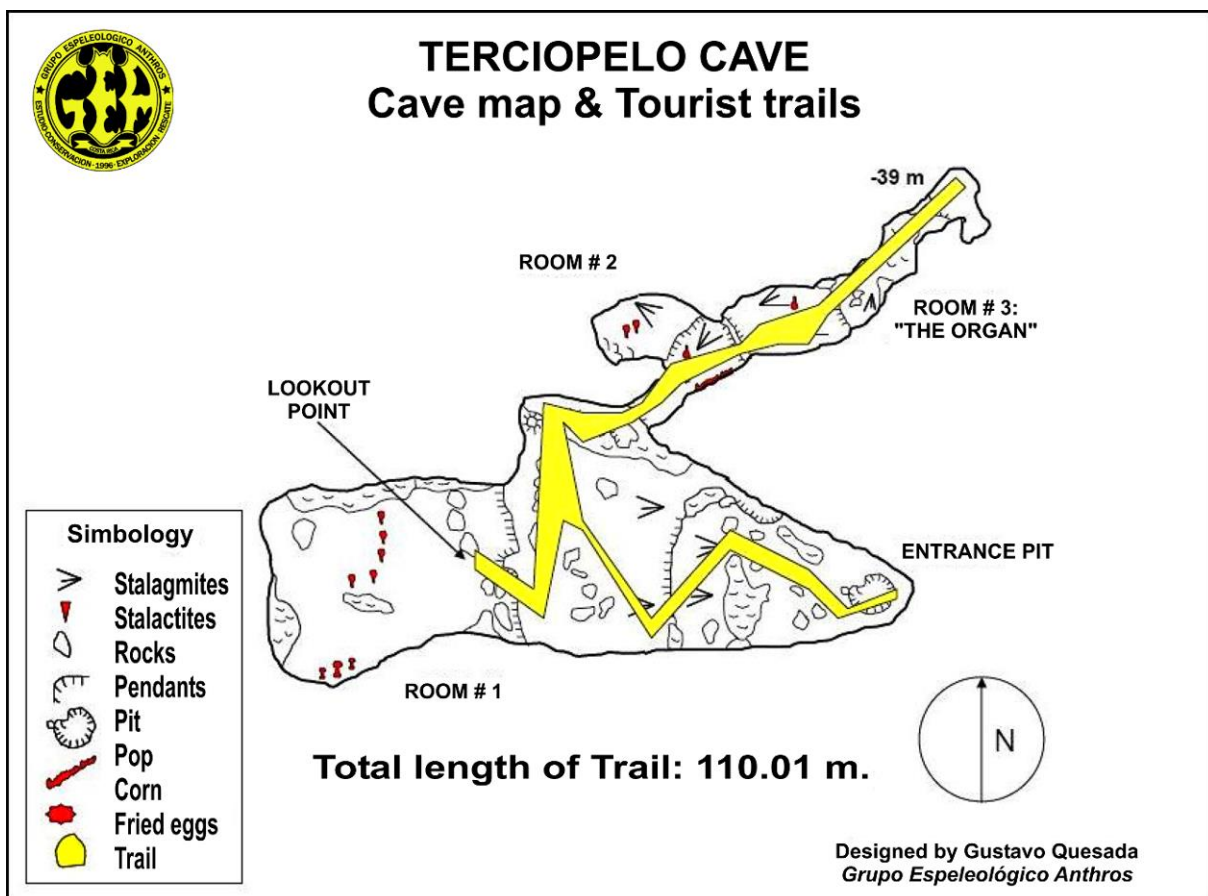 GRUPO ESPELEOLOGICO ANTHROS
COSTA RICA
ESTUDIO-CONSERVACION-1996-EXPLORACION RESCATE
TERCIOPELO CAVE
Cave map & Tourist trails
-39 m
ROOM # 2
ROOM # 3:
"THE ORGAN"
LOOKOUT
POINT
ENTRANCE PIT
ROOM # 1
Simbology
Stalagmites
Stalactites
Rocks
Pendants
Pit
Pop
Corn
Fried eggs
Trail
N
Total length of Trail: 110.01 m.
Designed by Gustavo Quesada
Grupo Espeleológico Anthros